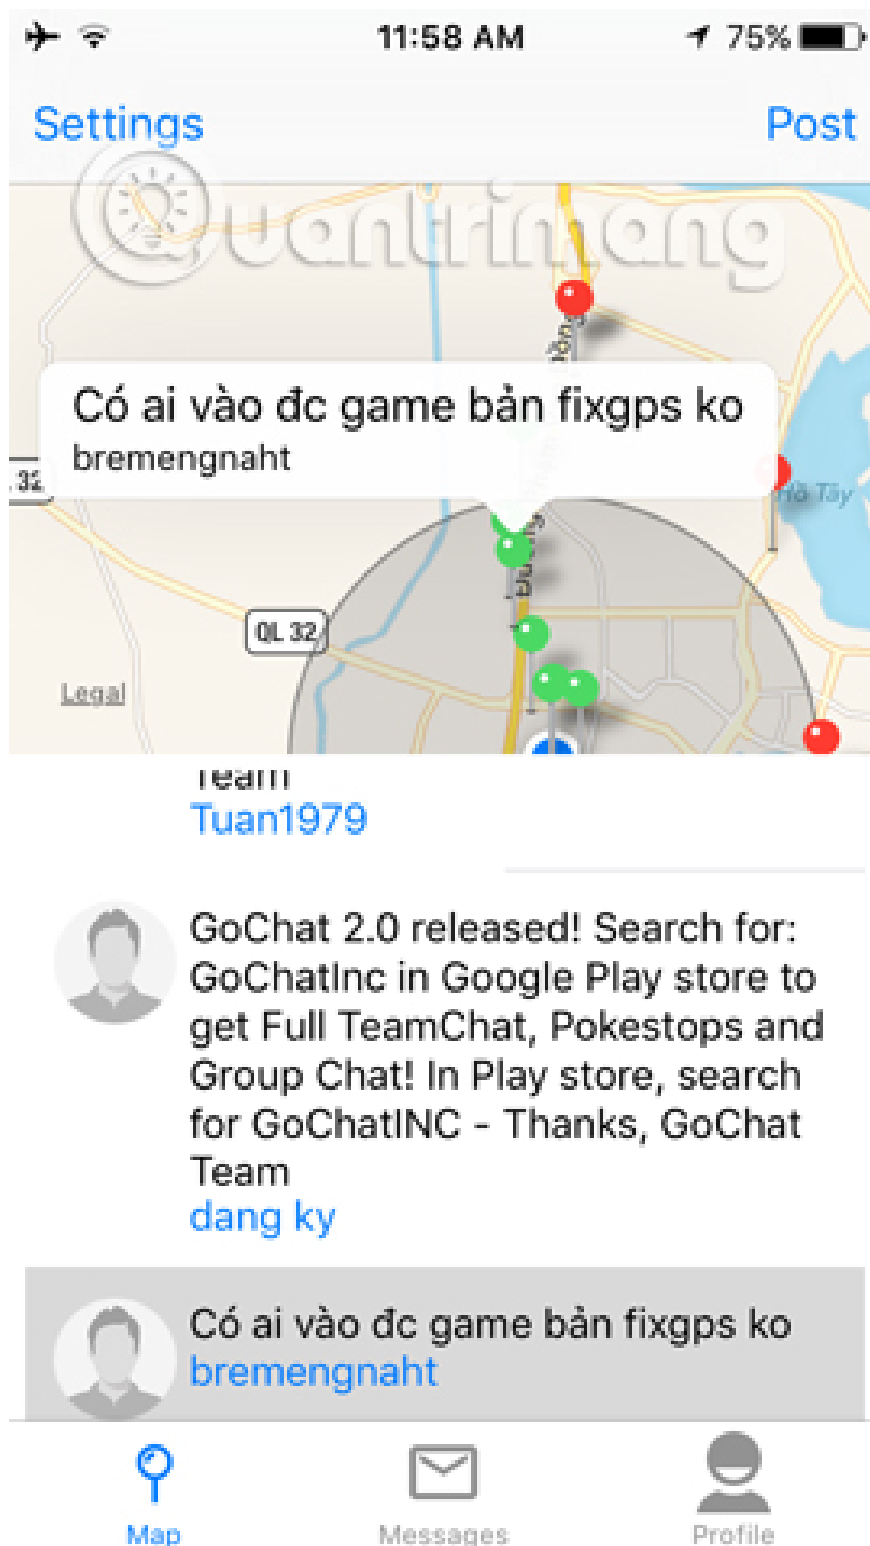 11:58 AM
75%
Settings
Post
Quantrimang
Có ai vào đc game bản fixgps ko
bremengnaht
32
Hồ Tây
QL 32
Legal
Team
Tuan1979
GoChat 2.0 released! Search for:
GoChatInc in Google Play store to
get Full TeamChat, Pokestops and
Group Chat! In Play store, search
for GoChatINC - Thanks, GoChat
Team
dang ky
Có ai vào đc game bản fixgps ko
bremengnaht
Map
Messages
Profile